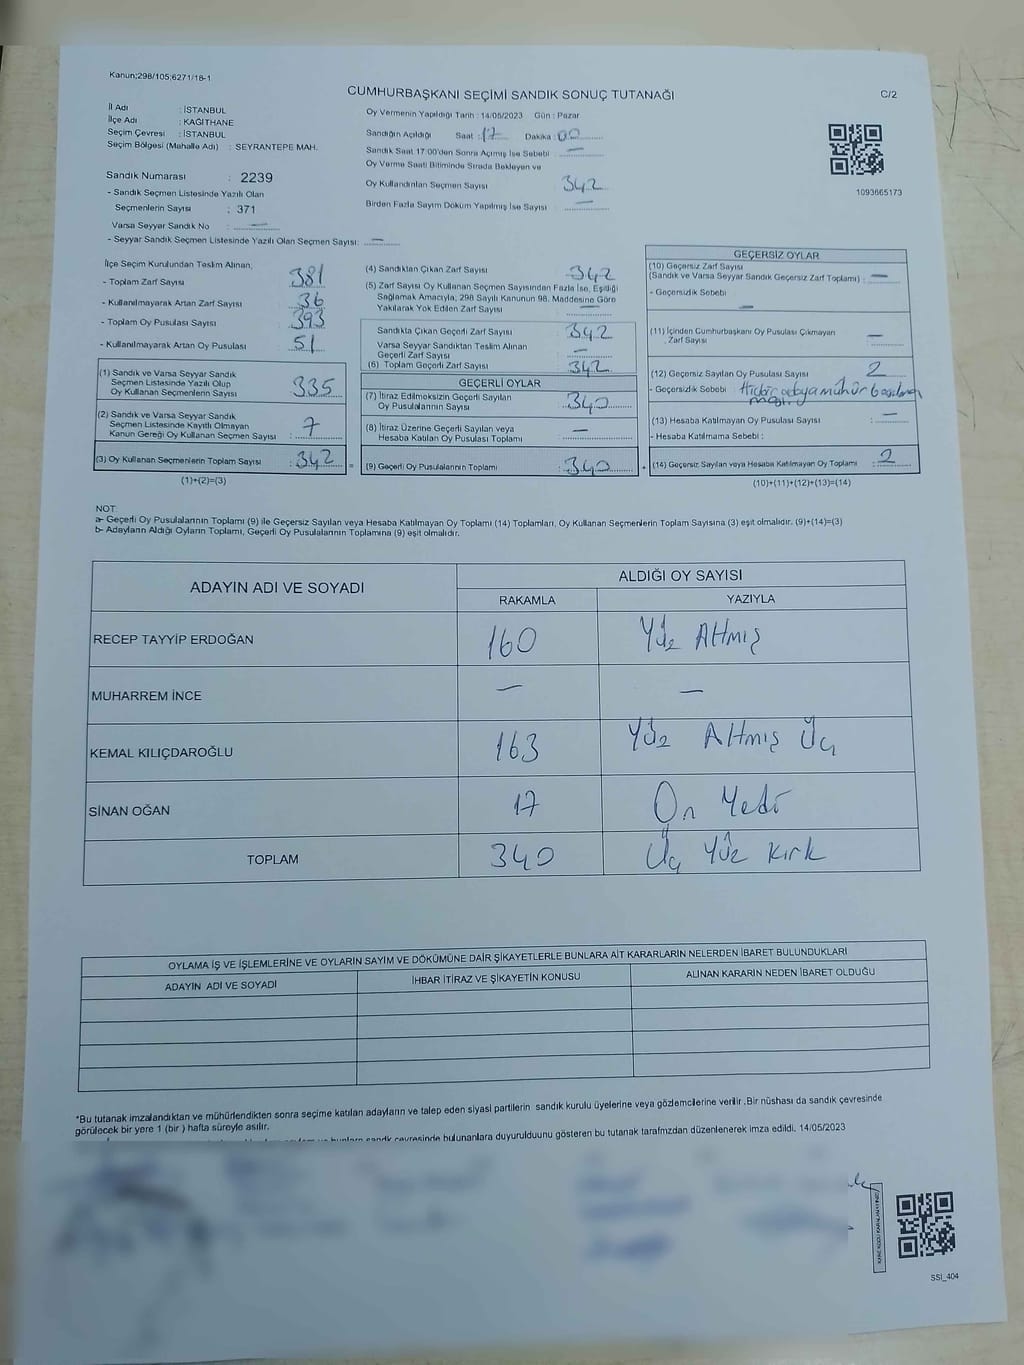 Kanun;298/105;6271/18-1
CUMHURBAŞKANI SEÇİMİ SANDIK SONUÇ TUTANAĞI
C/2
İl Adı : İSTANBUL
İlçe Adı : KAĞITHANE
Seçim Çevresi : İSTANBUL
Seçim Bölgesi (Mahalle Adı) : SEYRANTEPE MAH.
Sandık Numarası : 2239
- Sandık Seçmen Listesinde Yazılı Olan
Seçmenlerin Sayısı : 371
Varsa Seyyar Sandık No : —
- Seyyar Sandık Seçmen Listesinde Yazılı Olan Seçmen Sayısı: —
Oy Vermenin Yapıldığı Tarih : 14/05/2023 Gün : Pazar
Sandığın Açıldığı Saat : 17 Dakika : 00
Sandık Saat 17:00'den Sonra Açımış İse Sebebi : —
Oy Verme Saati Bitiminde Sırada Bekleyen ve
Oy Kullandırılan Seçmen Sayısı : 342
Birden Fazla Sayım Döküm Yapılmış İse Sayısı : —
1093665173
İlçe Seçim Kurulundan Teslim Alınan;
- Toplam Zarf Sayısı : 381
- Kullanılmayarak Artan Zarf Sayısı : 36
- Toplam Oy Pusulası Sayısı : 393
- Kullanılmayarak Artan Oy Pusulası : 51
(1) Sandık ve Varsa Seyyar Sandık
Seçmen Listesinde Yazılı Olup
Oy Kullanan Seçmenlerin Sayısı : 335
(2) Sandık ve Varsa Seyyar Sandık
Seçmen Listesinde Kayıtlı Olmayan
Kanun Gereği Oy Kullanan Seçmen Sayısı : 7
(3) Oy Kullanan Seçmenlerin Toplam Sayısı : 342
(1)+(2)=(3)
(4) Sandıktan Çıkan Zarf Sayısı : 342
(5) Zarf Sayısı Oy Kullanan Seçmen Sayısından Fazla İse, Eşitliği
Sağlamak Amacıyla; 298 Sayılı Kanunun 98. Maddesine Göre
Yakılarak Yok Edilen Zarf Sayısı : —
Sandıkta Çıkan Geçerli Zarf Sayısı : 342
Varsa Seyyar Sandıktan Teslim Alınan
Geçerli Zarf Sayısı : —
(6) Toplam Geçerli Zarf Sayısı : 342
GEÇERLİ OYLAR
(7) İtiraz Edilmeksizin Geçerli Sayılan
Oy Pusulalarının Sayısı : 340
(8) İtiraz Üzerine Geçerli Sayılan veya
Hesaba Katılan Oy Pusulası Toplamı : —
= (9) Geçerli Oy Pusulalarının Toplamı : 340 +
GEÇERSİZ OYLAR
(10) Geçersiz Zarf Sayısı
(Sandık ve Varsa Seyyar Sandık Geçersiz Zarf Toplamı) : —
- Geçersizlik Sebebi : —
(11) İçinden Cumhurbaşkanı Oy Pusulası Çıkmayan
Zarf Sayısı : —
(12) Geçersiz Sayılan Oy Pusulası Sayısı : 2
- Geçersizlik Sebebi : Hiçbir adaya mühür basılma
ması
(13) Hesaba Katılmayan Oy Pusulası Sayısı : —
- Hesaba Katılmama Sebebi :
(14) Geçersiz Sayılan veya Hesaba Katılmayan Oy Toplamı : 2
(10)+(11)+(12)+(13)=(14)
NOT:
a- Geçerli Oy Pusulalarının Toplamı (9) ile Geçersiz Sayılan veya Hesaba Katılmayan Oy Toplamı (14) Toplamları, Oy Kullanan Seçmenlerin Toplam Sayısına (3) eşit olmalıdır. (9)+(14)=(3)
b- Adayların Aldığı Oyların Toplamı, Geçerli Oy Pusulalarının Toplamına (9) eşit olmalıdır.
ADAYIN ADI VE SOYADI ALDIĞI OY SAYISI
RAKAMLA YAZIYLA
RECEP TAYYİP ERDOĞAN 160 Yüz Altmış
MUHARREM İNCE — —
KEMAL KILIÇDAROĞLU 163 Yüz Altmış Üç
SİNAN OĞAN 17 On Yedi
TOPLAM 340 Üç Yüz Kırk
OYLAMA İŞ VE İŞLEMLERİNE VE OYLARIN SAYIM VE DÖKÜMÜNE DAİR ŞİKAYETLERLE BUNLARA AİT KARARLARIN NELERDEN İBARET BULUNDUKLARI
ADAYIN ADI VE SOYADI İHBAR İTİRAZ VE ŞİKAYETİN KONUSU ALINAN KARARIN NEDEN İBARET OLDUĞU
*Bu tutanak imzalandıktan ve mühürlendikten sonra seçime katılan adayların ve talep eden siyasi partilerin sandık kurulu üyelerine veya gözlemcilerine verilir .Bir nüshası da sandık çevresinde
görülecek bir yere 1 (bir ) hafta süreyle asılır.
sandık çevresinde bulunanlara duyurulduunu gösteren bu tutanak tarafmzdan düzenlenerek imza edildi. 14/05/2023
SSI_404